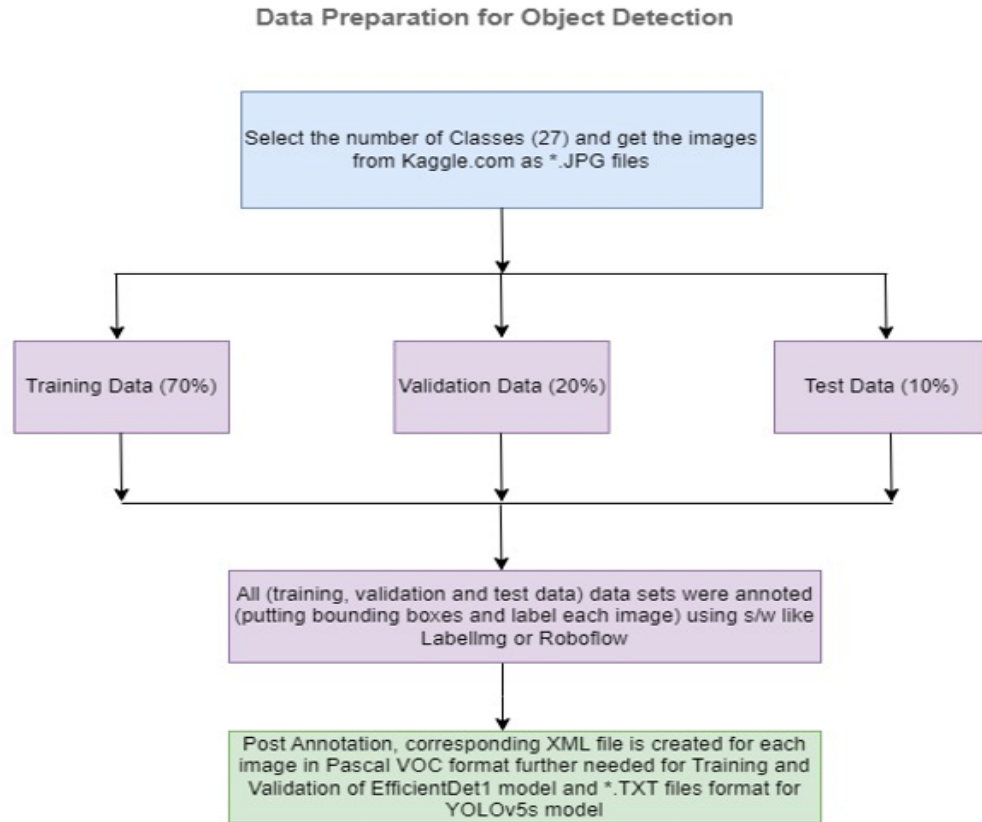 Data Preparation for Object Detection
Select the number of Classes (27) and get the images
from Kaggle.com as *.JPG files
Training Data (70%)
Validation Data (20%)
Test Data (10%)
All (training, validation and test data) data sets were annoted
(putting bounding boxes and label each image) using s/w like
LabelImg or Roboflow
Post Annotation, corresponding XML file is created for each
image in Pascal VOC format further needed for Training and
Validation of EfficientDet1 model and *.TXT files format for
YOLOv5s model